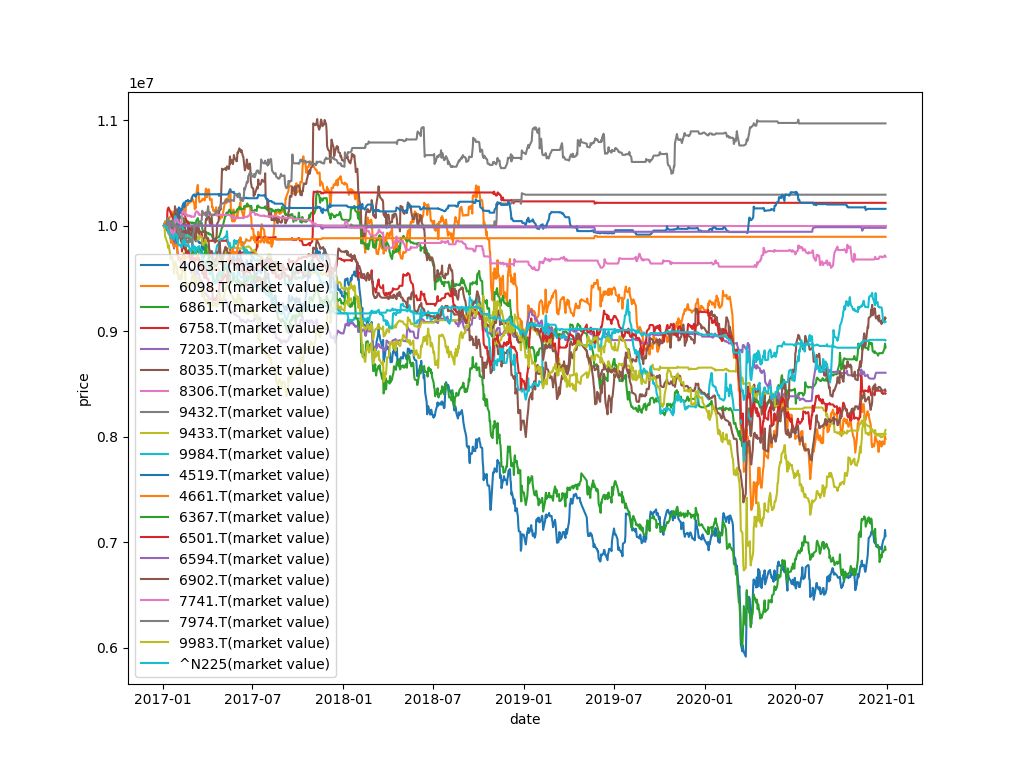 1e7
1.1
1.0
0.9
0.8
0.7
0.6
price
4063.T(market value)
6098.T(market value)
6861.T(market value)
6758.T(market value)
7203.T(market value)
8035.T(market value)
8306.T(market value)
9432.T(market value)
9433.T(market value)
9984.T(market value)
4519.T(market value)
4661.T(market value)
6367.T(market value)
6501.T(market value)
6594.T(market value)
6902.T(market value)
7741.T(market value)
7974.T(market value)
9983.T(market value)
^N225(market value)
2017-01 2017-07 2018-01 2018-07 2019-01 2019-07 2020-01 2020-07 2021-01
date